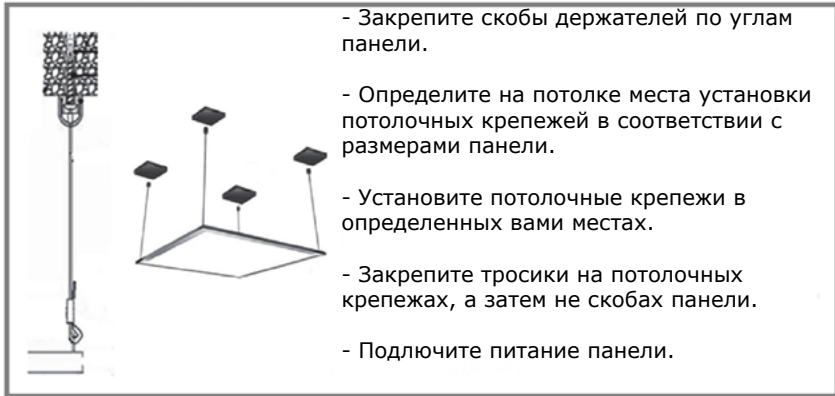 - Закрепите скобы держателей по углам
панели.
- Определите на потолке места установки
потолочных крепежей в соответствии с
размерами панели.
- Установите потолочные крепежи в
определенных вами местах.
- Закрепите тросики на потолочных
крепежах, а затем не скобах панели.
- Подлючите питание панели.